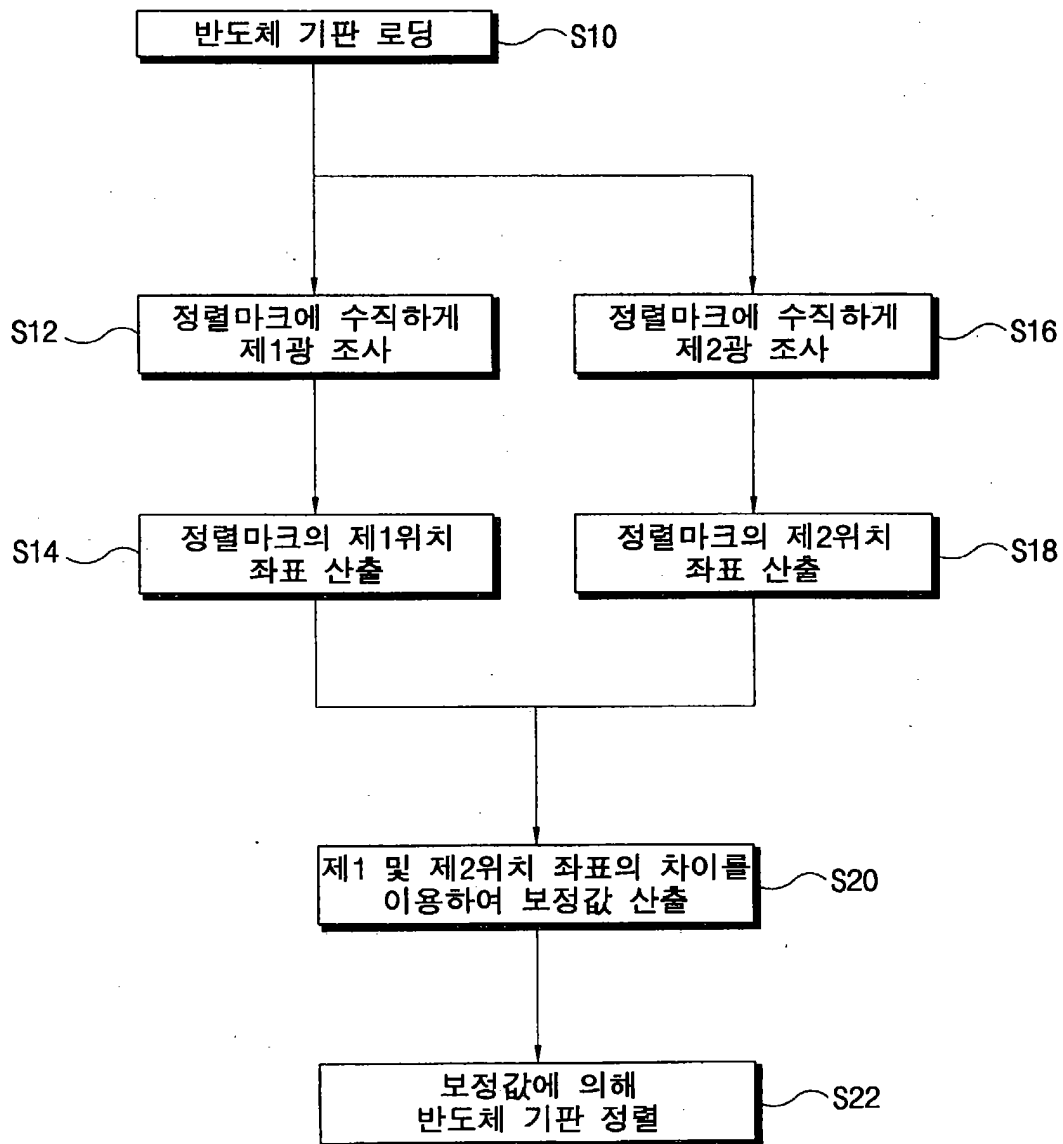 반도체 기판 로딩
S10
S12
정렬마크에 수직하게
제1광 조사
정렬마크에 수직하게
제2광 조사
S16
S14
정렬마크의 제1위치
좌표 산출
정렬마크의 제2위치
좌표 산출
S18
제1 및 제2위치 좌표의 차이를
이용하여 보정값 산출
S20
보정값에 의해
반도체 기판 정렬
S22